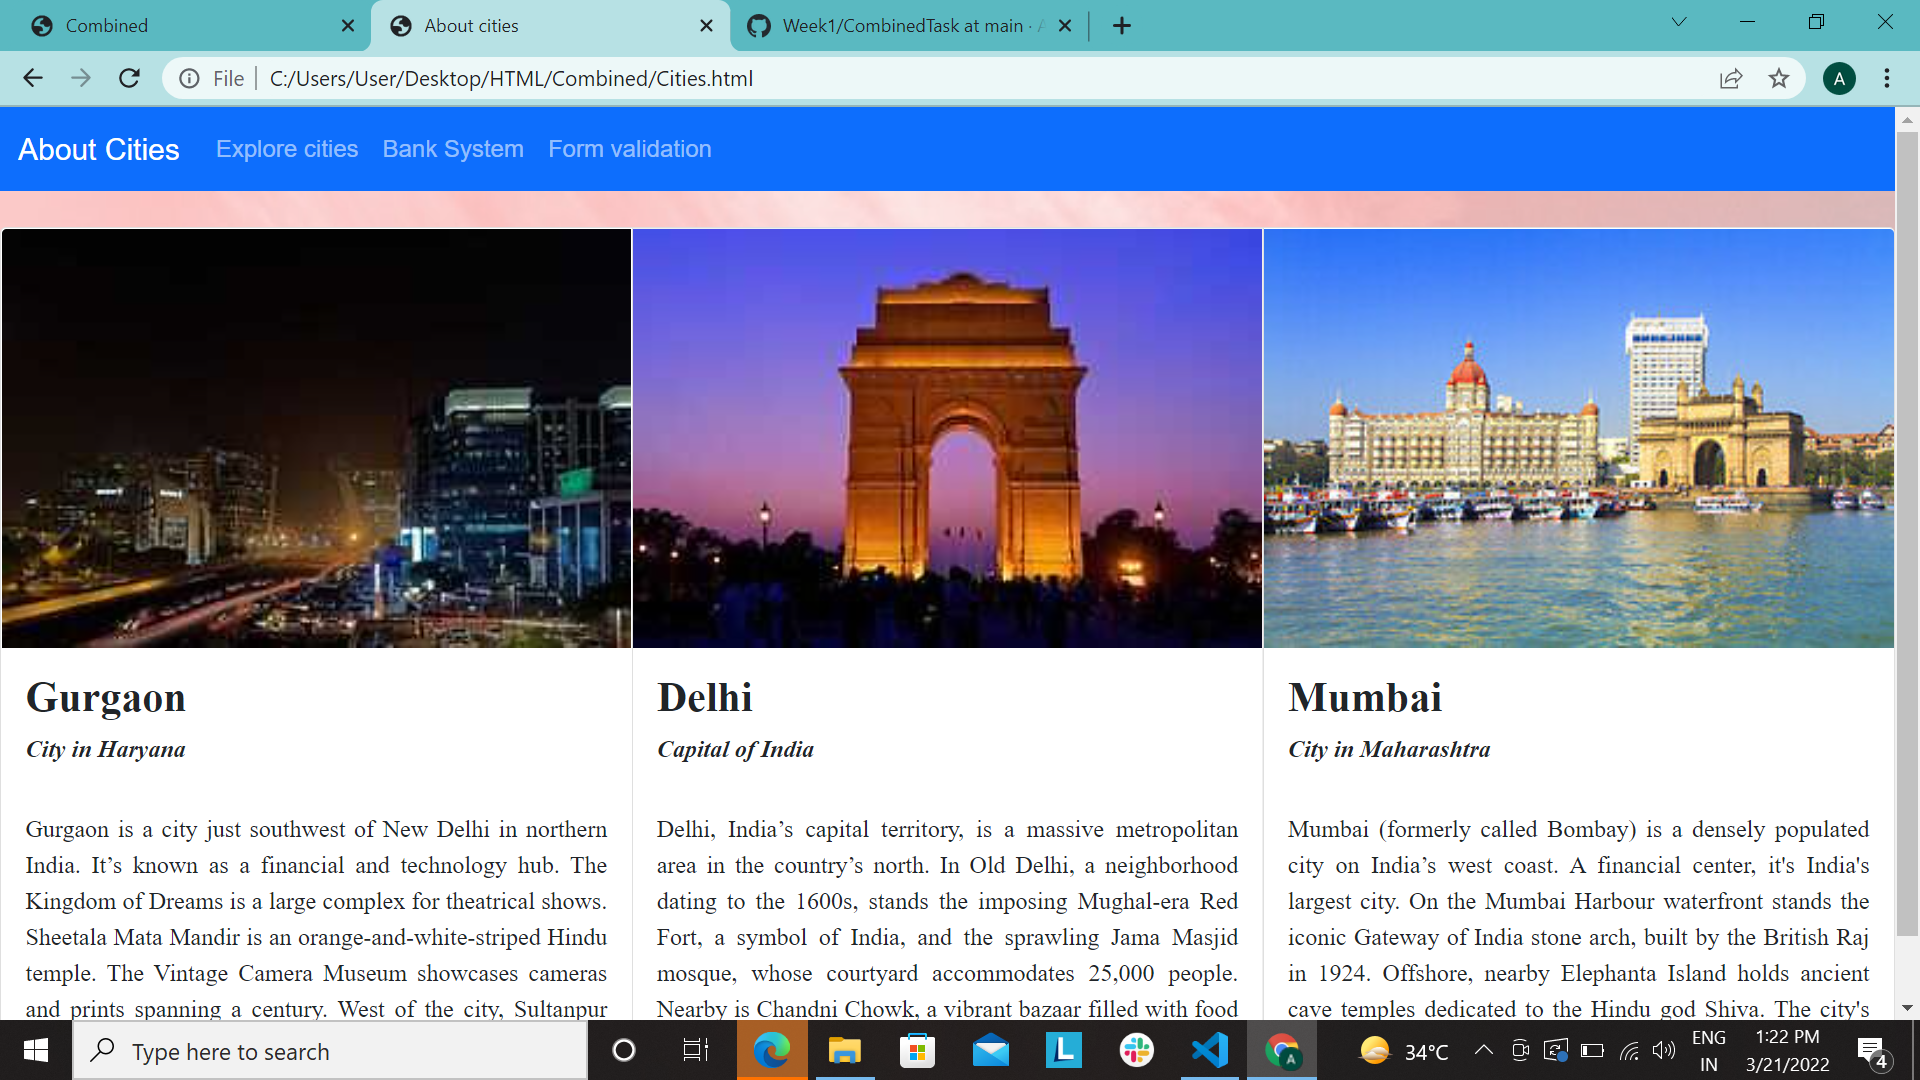 Combined
About cities
Week1/CombinedTask at main · A
File
C:/Users/User/Desktop/HTML/Combined/Cities.html
A
About Cities
Explore cities
Bank System
Form validation
Gurgaon
City in Haryana
Gurgaon is a city just southwest of New Delhi in northern
India. It’s known as a financial and technology hub. The
Kingdom of Dreams is a large complex for theatrical shows.
Sheetala Mata Mandir is an orange-and-white-striped Hindu
temple. The Vintage Camera Museum showcases cameras
and prints spanning a century. West of the city, Sultanpur
Delhi
Capital of India
Delhi, India’s capital territory, is a massive metropolitan
area in the country’s north. In Old Delhi, a neighborhood
dating to the 1600s, stands the imposing Mughal-era Red
Fort, a symbol of India, and the sprawling Jama Masjid
mosque, whose courtyard accommodates 25,000 people.
Nearby is Chandni Chowk, a vibrant bazaar filled with food
Mumbai
City in Maharashtra
Mumbai (formerly called Bombay) is a densely populated
city on India’s west coast. A financial center, it's India's
largest city. On the Mumbai Harbour waterfront stands the
iconic Gateway of India stone arch, built by the British Raj
in 1924. Offshore, nearby Elephanta Island holds ancient
cave temples dedicated to the Hindu god Shiva. The city's
Type here to search
L
A
34°C
ENG
IN
1:22 PM
3/21/2022
4